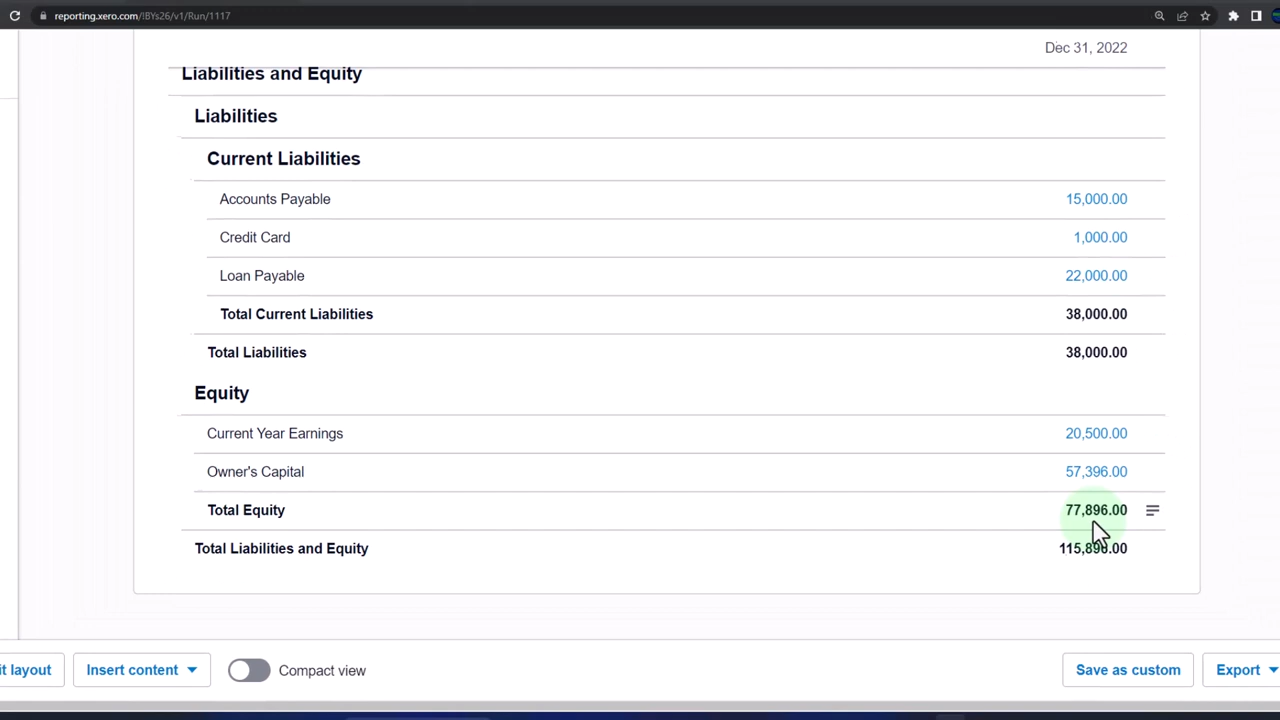 reporting.xero.com/!BYs26/v1/Run/1117
Dec 31, 2022
Liabilities and Equity
Liabilities
Current Liabilities
Accounts Payable 15,000.00
Credit Card 1,000.00
Loan Payable 22,000.00
Total Current Liabilities 38,000.00
Total Liabilities 38,000.00
Equity
Current Year Earnings 20,500.00
Owner's Capital 57,396.00
Total Equity 77,896.00
Total Liabilities and Equity 115,896.00
it layout Insert content Compact view Save as custom Export